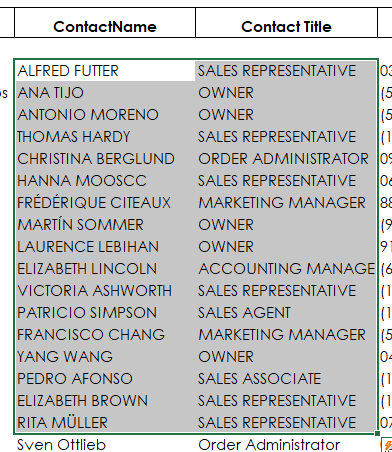 ContactName Contact Title
ALFRED FUTTER SALES REPRESENTATIVE 03
os ANA TIJO OWNER (5
ANTONIO MORENO OWNER (5
THOMAS HARDY SALES REPRESENTATIVE (1
CHRISTINA BERGLUND ORDER ADMINISTRATOR 09
HANNA MOOSCC SALES REPRESENTATIVE 06
FRÉDÉRIQUE CITEAUX MARKETING MANAGER 88
MARTÍN SOMMER OWNER (9
LAURENCE LEBIHAN OWNER 91
ELIZABETH LINCOLN ACCOUNTING MANAGE (6
VICTORIA ASHWORTH SALES REPRESENTATIVE (1
PATRICIO SIMPSON SALES AGENT (1
FRANCISCO CHANG MARKETING MANAGER (5
YANG WANG OWNER 04
PEDRO AFONSO SALES ASSOCIATE (1
ELIZABETH BROWN SALES REPRESENTATIVE (1
RITA MÜLLER SALES REPRESENTATIVE 07
Sven Ottlieb Order Administrator